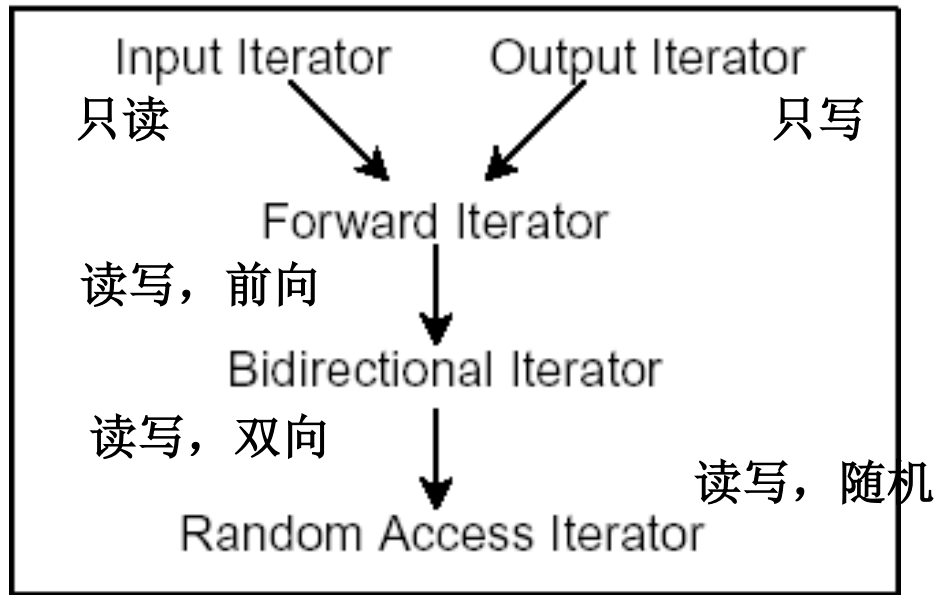 Input Iterator Output Iterator
只读 只写
Forward Iterator
读写，前向
Bidirectional Iterator
读写，双向
读写，随机
Random Access Iterator